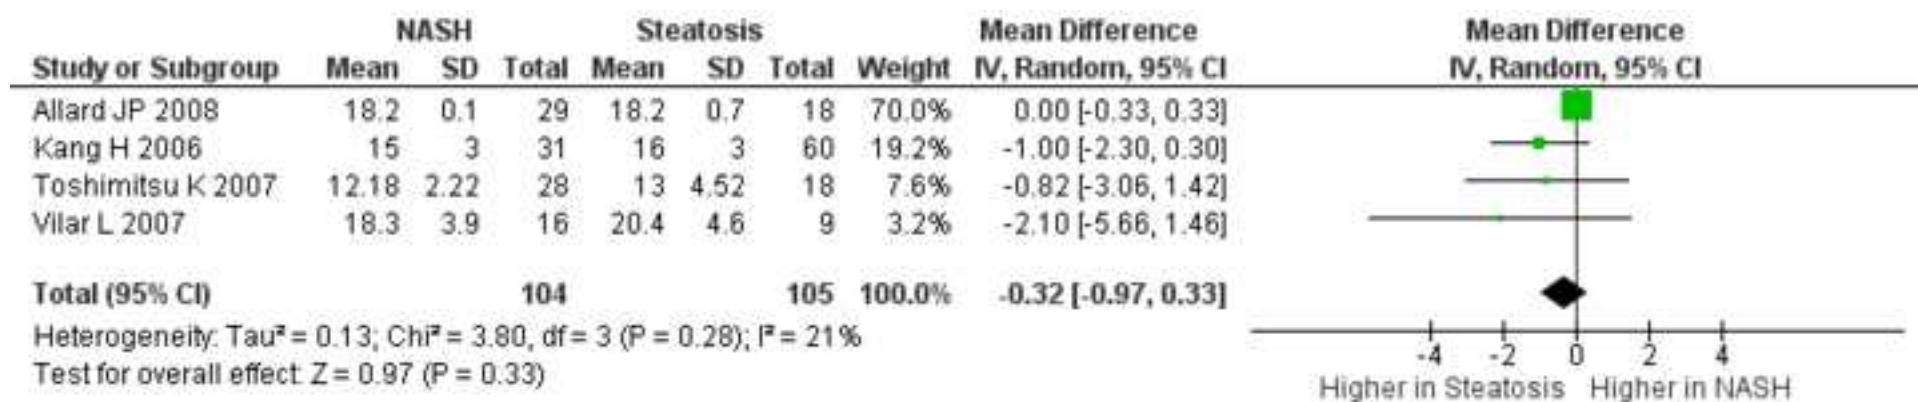 NASH Steatosis Mean Difference Mean Difference
Study or Subgroup Mean SD Total Mean SD Total Weight IV, Random, 95% CI IV, Random, 95% CI
Allard JP 2008 18.2 0.1 29 18.2 0.7 18 70.0% 0.00 [-0.33, 0.33]
Kang H 2006 15 3 31 16 3 60 19.2% -1.00 [-2.30, 0.30]
Toshimitsu K 2007 12.18 2.22 28 13 4.52 18 7.6% -0.82 [-3.06, 1.42]
Vilar L 2007 18.3 3.9 16 20.4 4.6 9 3.2% -2.10 [-5.66, 1.46]
Total (95% CI) 104 105 100.0% -0.32 [-0.97, 0.33]
Heterogeneity: Tau² = 0.13; Chi² = 3.80, df = 3 (P = 0.28); I² = 21%
Test for overall effect: Z = 0.97 (P = 0.33)
-4 -2 0 2 4
Higher in Steatosis Higher in NASH